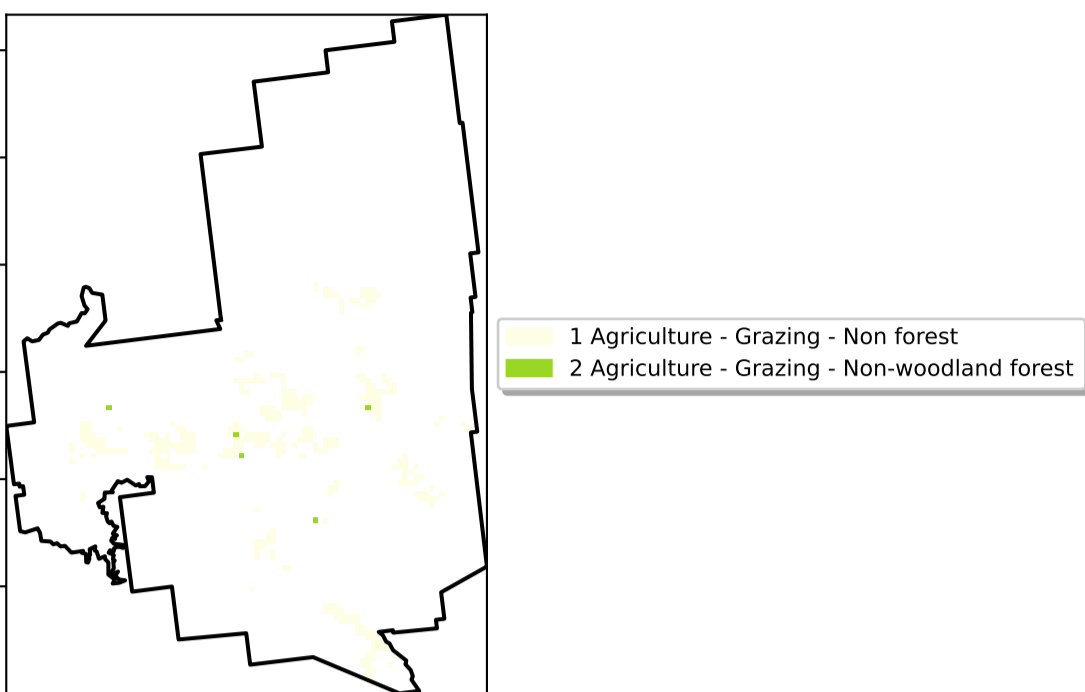 1 Agriculture - Grazing - Non forest
2 Agriculture - Grazing - Non-woodland forest